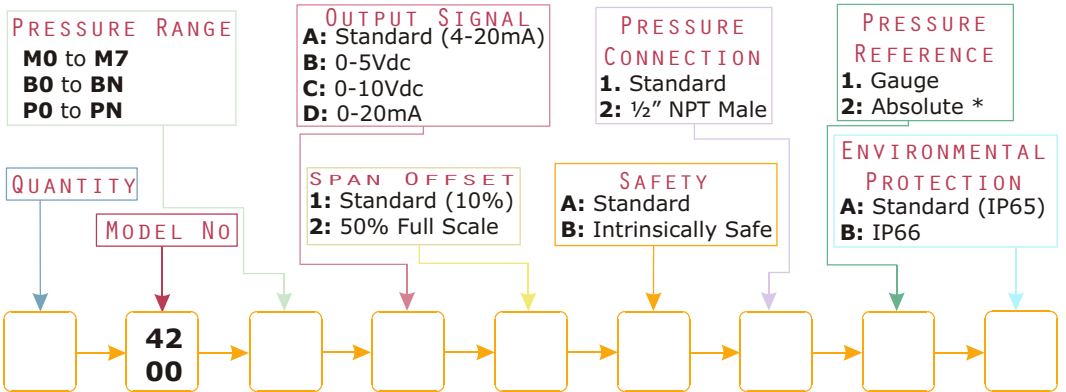 PRESSURE RANGE
M0 to M7
B0 to BN
P0 to PN
OUTPUT SIGNAL
A: Standard (4-20mA)
B: 0-5Vdc
C: 0-10Vdc
D: 0-20mA
PRESSURE
CONNECTION
1. Standard
2: ½” NPT Male
PRESSURE
REFERENCE
1. Gauge
2: Absolute *
QUANTITY
MODEL NO
SPAN OFFSET
1: Standard (10%)
2: 50% Full Scale
SAFETY
A: Standard
B: Intrinsically Safe
ENVIRONMENTAL
PROTECTION
A: Standard (IP65)
B: IP66
42
00